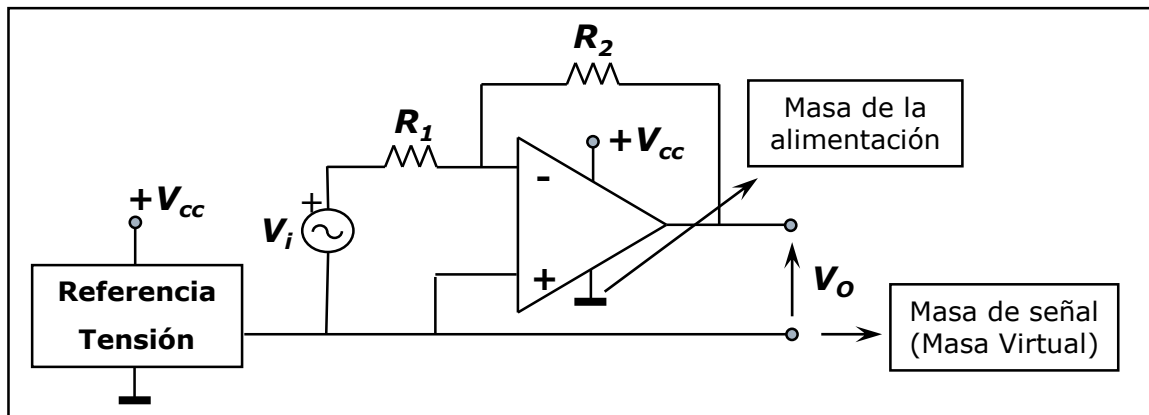 R2
Masa de la
alimentación
R1
+Vcc
-
+Vcc
+
Vi
+
Referencia
Tensión
VO
Masa de señal
(Masa Virtual)